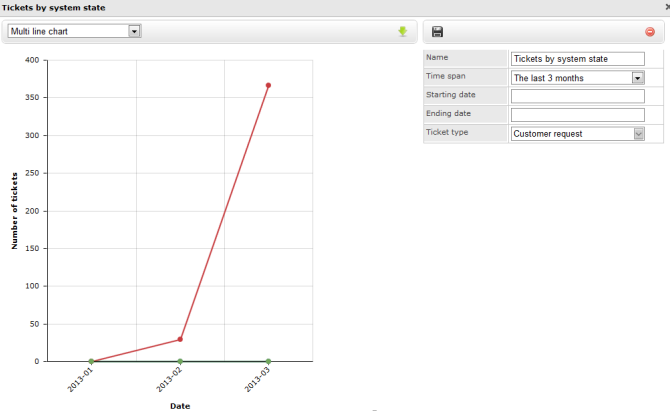 Tickets by system state
Multi line chart
400
350
300
250
200
150
100
50
0
Number of tickets
2013-01
2013-02
2013-03
Date
Name
Tickets by system state
Time span
The last 3 months
Starting date
Ending date
Ticket type
Customer request